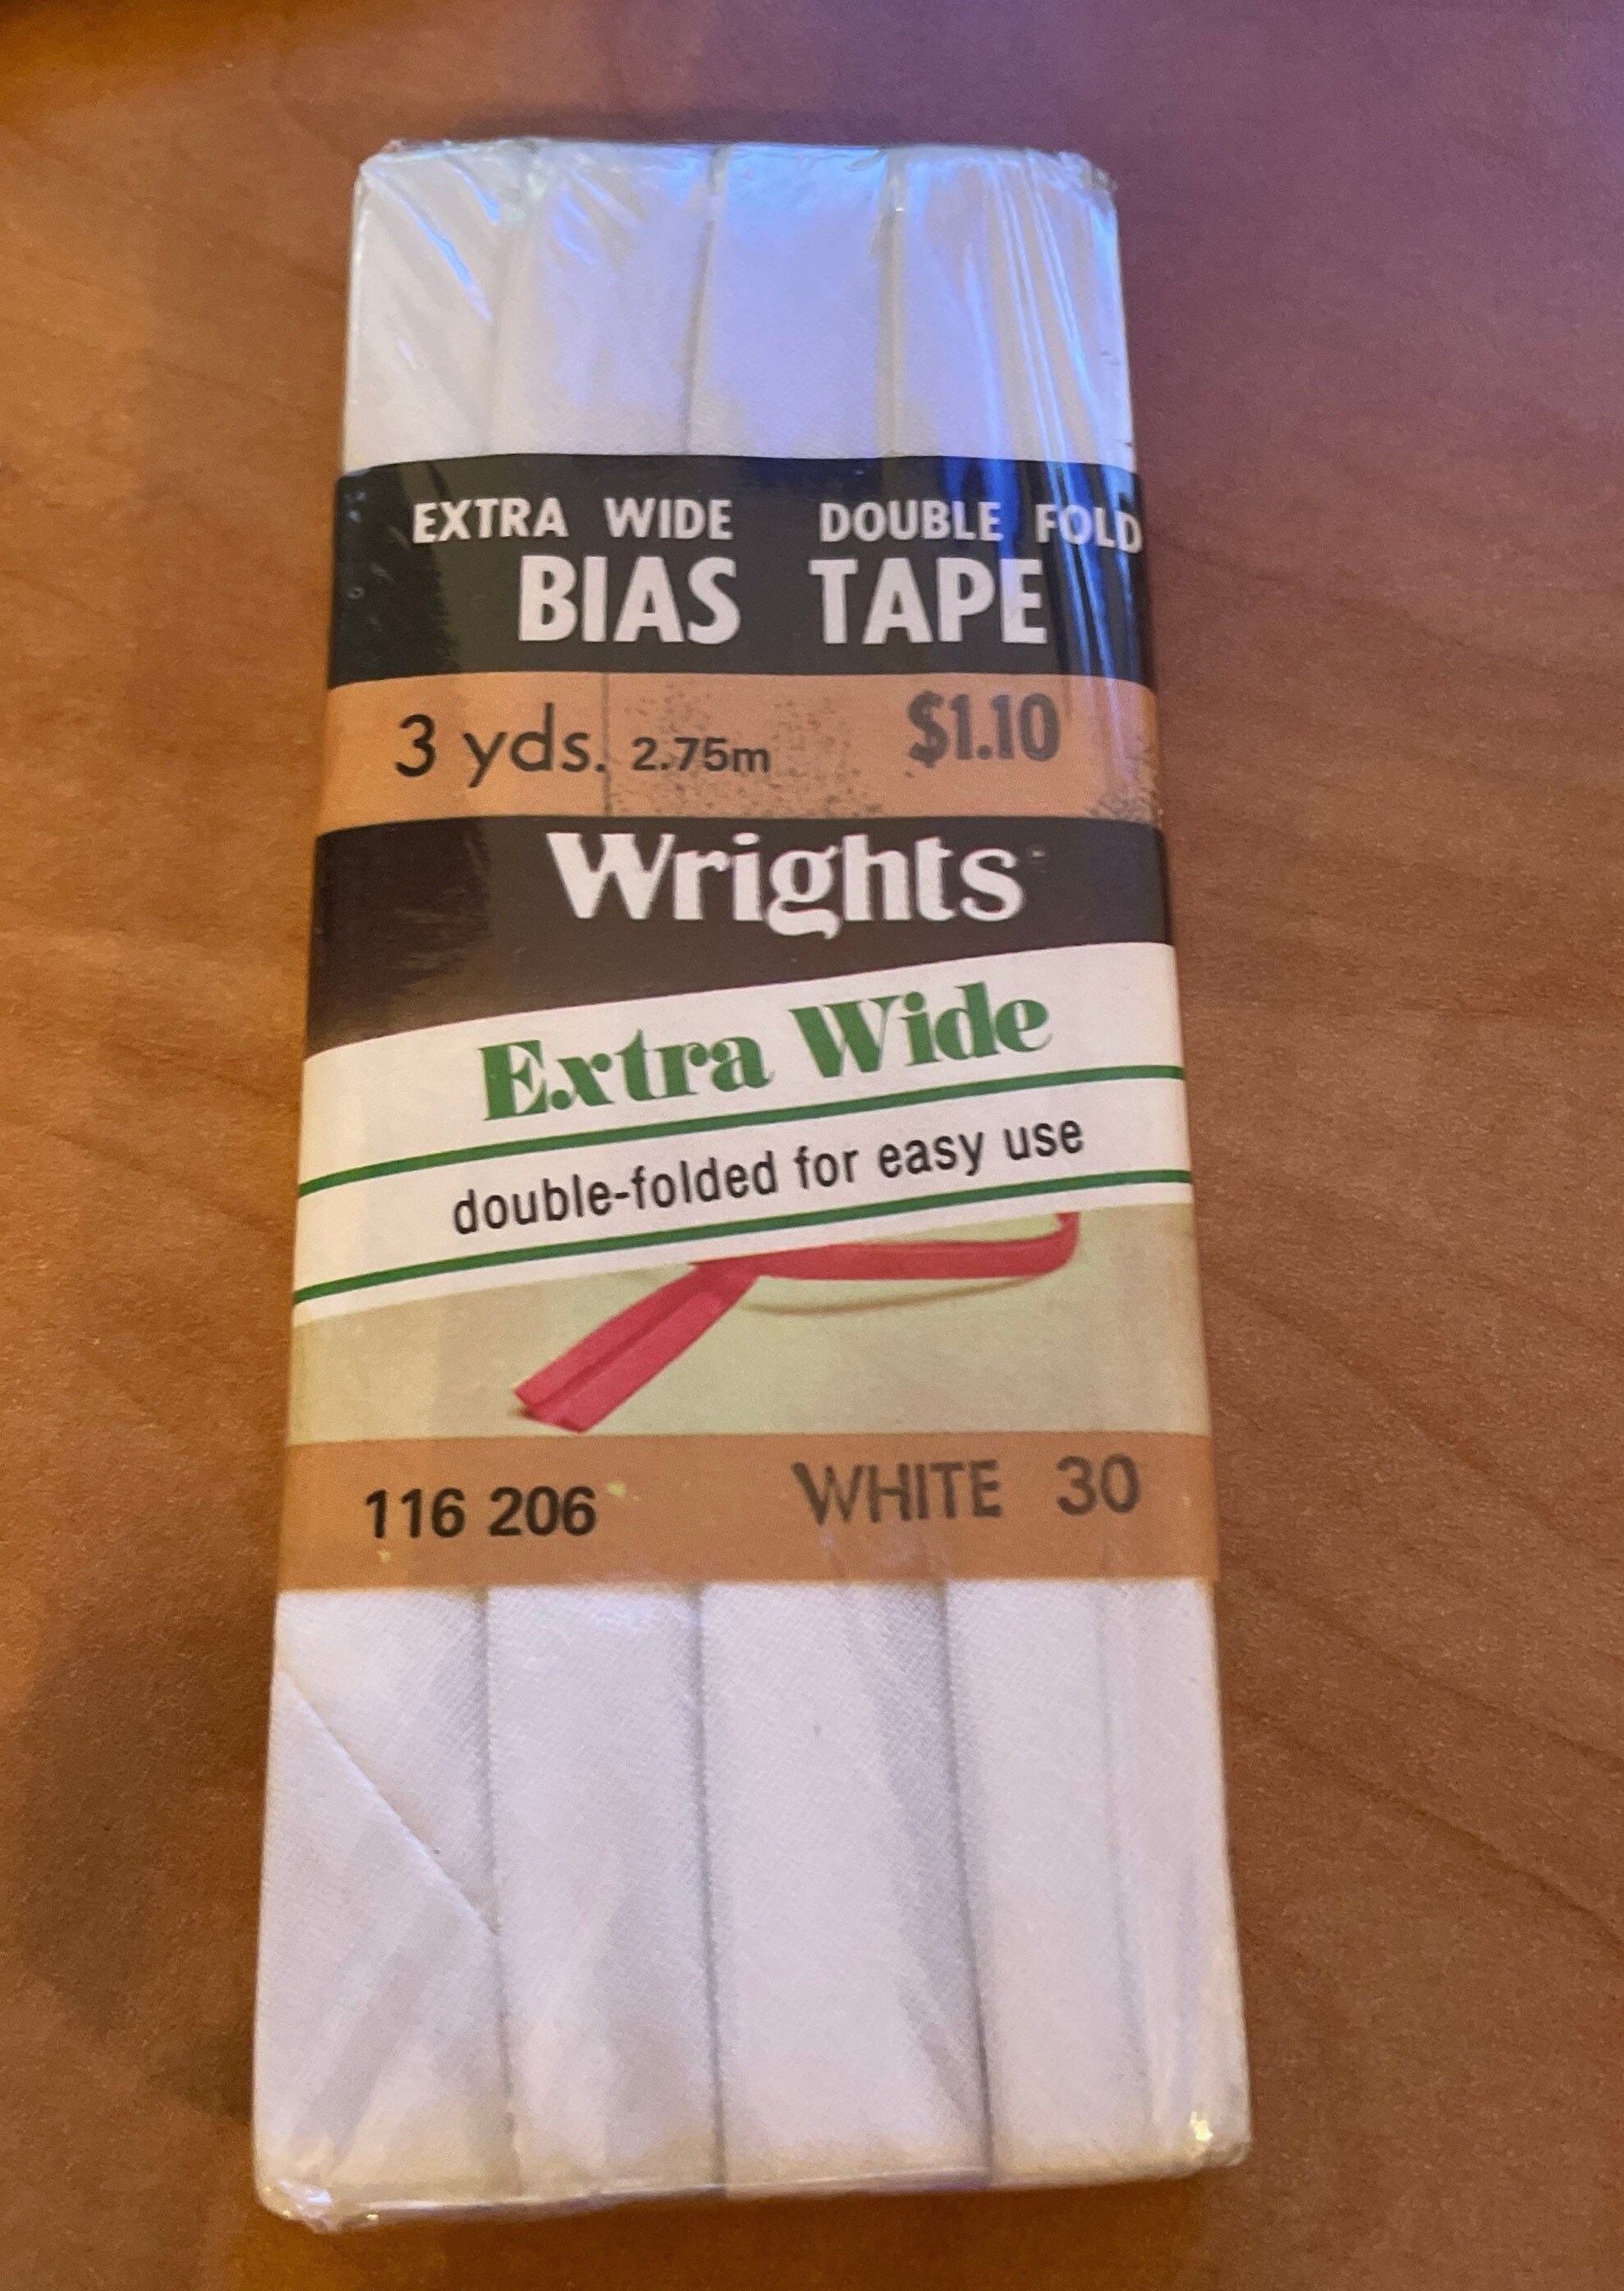 EXTRA WIDE DOUBLE FOLD
BIAS TAPE
3 yds. 2.75m $1.10
Wrights
Extra Wide
double-folded for easy use
116 206 WHITE 30